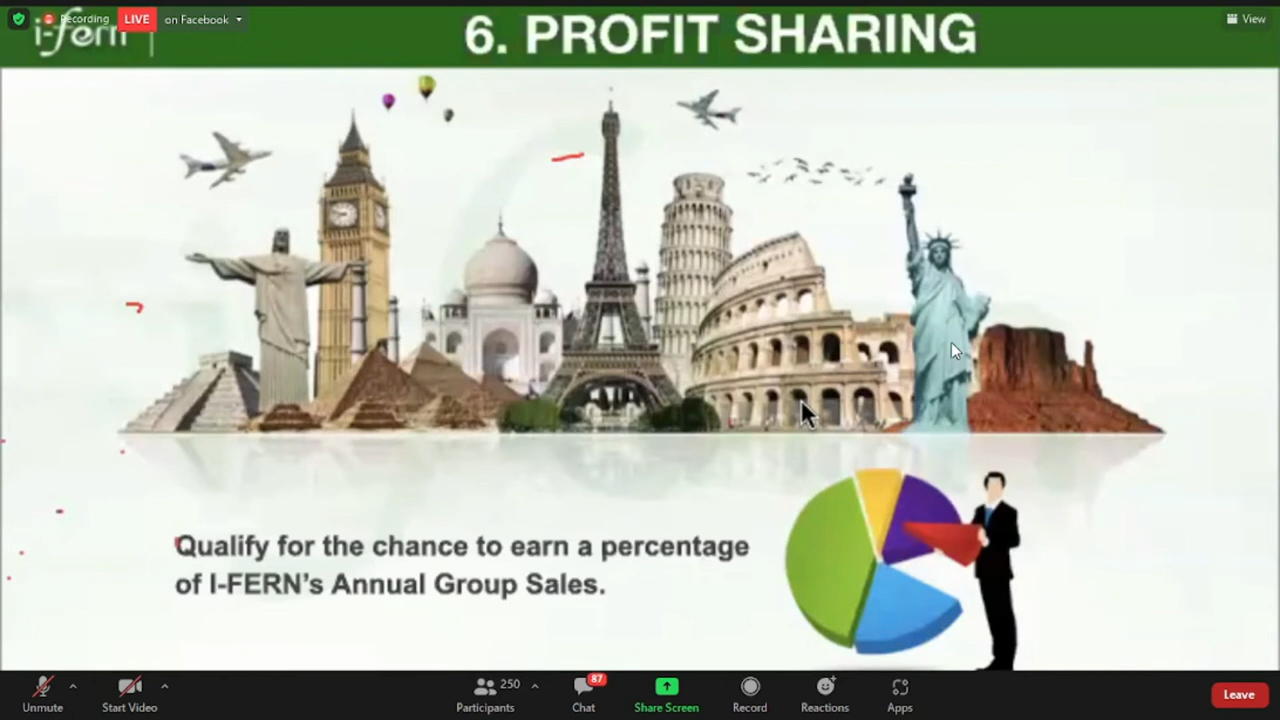 Recording LIVE on Facebook
View
i-fern
6. PROFIT SHARING
Qualify for the chance to earn a percentage
of I-FERN's Annual Group Sales.
Unmute
Start Video
250
Participants
87
Chat
Share Screen
Record
Reactions
Apps
Leave